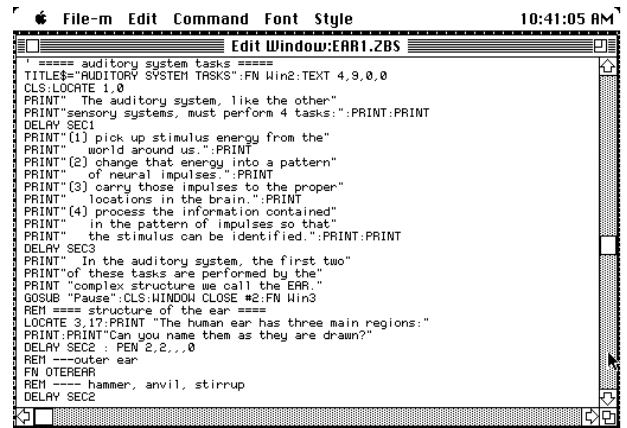 File-m Edit Command Font Style 10:41:05 AM
Edit Window:EAR1.ZBS
' ===== auditory system tasks =====
TITLE$="AUDITORY SYSTEM TASKS":FN Win2:TEXT 4,9,0,0
CLS:LOCATE 1,0
PRINT"  The auditory system, like the other"
PRINT"sensory systems, must perform 4 tasks:":PRINT:PRINT
DELAY SEC1
PRINT"(1) pick up stimulus energy from the"
PRINT"    world around us.":PRINT
PRINT"(2) change that energy into a pattern"
PRINT"    of neural impulses.":PRINT
PRINT"(3) carry those impulses to the proper"
PRINT"    locations in the brain.":PRINT
PRINT"(4) process the information contained"
PRINT"    in the pattern of impulses so that"
PRINT"    the stimulus can be identified.":PRINT:PRINT
DELAY SEC3
PRINT"  In the auditory system, the first two"
PRINT"of these tasks are performed by the"
PRINT "complex structure we call the EAR."
GOSUB "Pause":CLS:WINDOW CLOSE #2:FN Win3
REM ==== structure of the ear ====
LOCATE 3,17:PRINT "The human ear has three main regions:"
PRINT:PRINT"Can you name them as they are drawn?"
DELAY SEC2 : PEN 2,2,,,0
REM ---outer ear
FN OTEREAR
REM ---- hammer, anvil, stirrup
DELAY SEC2